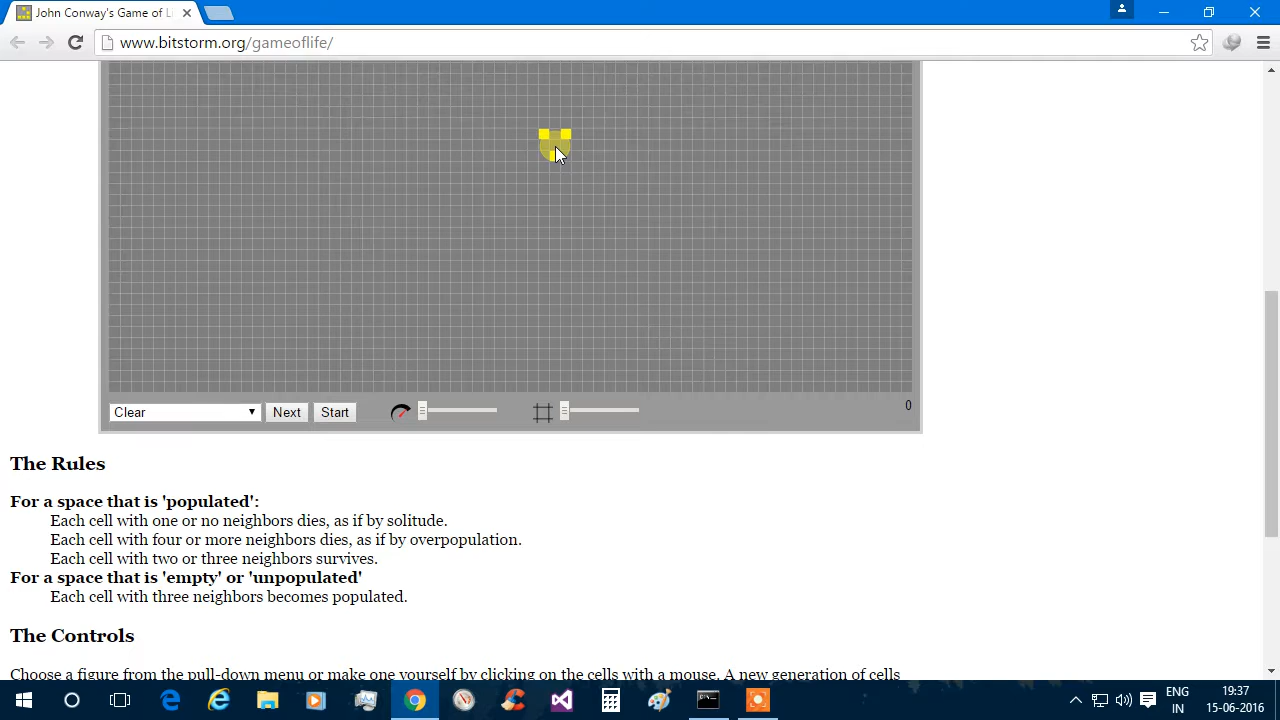 John Conway's Game of Li
www.bitstorm.org/gameoflife/
Clear Next Start 0
The Rules
For a space that is 'populated':
Each cell with one or no neighbors dies, as if by solitude.
Each cell with four or more neighbors dies, as if by overpopulation.
Each cell with two or three neighbors survives.
For a space that is 'empty' or 'unpopulated'
Each cell with three neighbors becomes populated.
The Controls
Choose a figure from the pull-down menu or make one yourself by clicking on the cells with a mouse. A new generation of cells
ENG 19:37
IN 15-06-2016